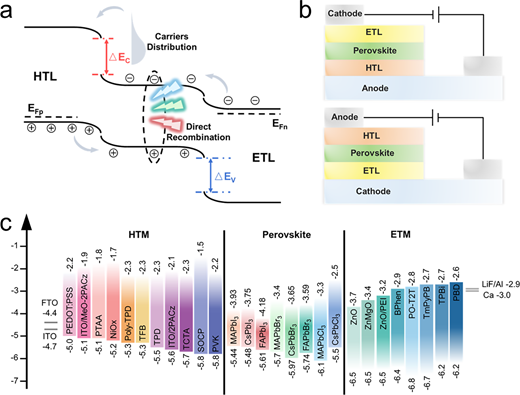 a
Carriers
Distribution
△E_C
HTL
E_Fp
Direct
Recombination
E_Fn
ETL
△E_V
b
Cathode
ETL
Perovskite
HTL
Anode
Anode
HTL
Perovskite
ETL
Cathode
c
HTM
Perovskite
ETM
-1
-2
-3
-4
-5
-6
-7
FTO
-4.4
ITO
-4.7
-2.2
PEDOT:PSS
-5.0
-1.9
ITO/MeO-2PACz
-5.1
-1.8
PTAA
-5.1
-1.7
NiOx
-5.3
-2.3
Poly-TPD
-5.3
-2.3
TFB
-5.3
-2.3
TPD
-5.5
-2.1
ITO/2PACz
-5.6
-2.3
TCTA
-5.7
-1.5
SOCP
-5.8
-2.2
PVK
-5.8
-3.93
MAPbI₃
-5.44
-3.75
CsPbI₃
-5.48
-4.18
FAPbI₃
-5.61
-3.4
MAPbBr₃
-5.7
-3.65
CsPbBr₃
-5.97
-3.59
FAPbBr₃
-5.74
-3.3
MAPbCl₃
-6.1
-2.5
CsPbCl₃
-5.5
-3.7
ZnO
-6.5
-3.4
ZnMgO
-6.5
-3.2
ZnO/PEI
-6.5
-2.9
BPhen
-6.4
-2.8
PO-T2T
-6.8
-2.7
TmPyPB
-6.7
-2.7
TPBi
-6.2
-2.6
PBD
-6.2
LiF/Al -2.9
Ca -3.0